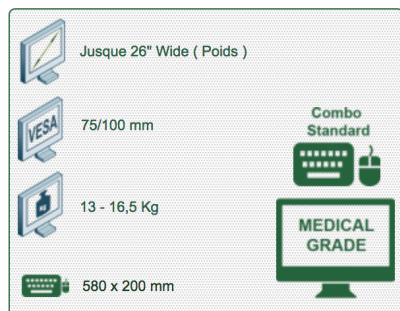 Jusque 26" Wide ( Poids )
VESA
75/100 mm
KG
13 - 16,5 Kg
580 x 200 mm
Combo
Standard
MEDICAL
GRADE